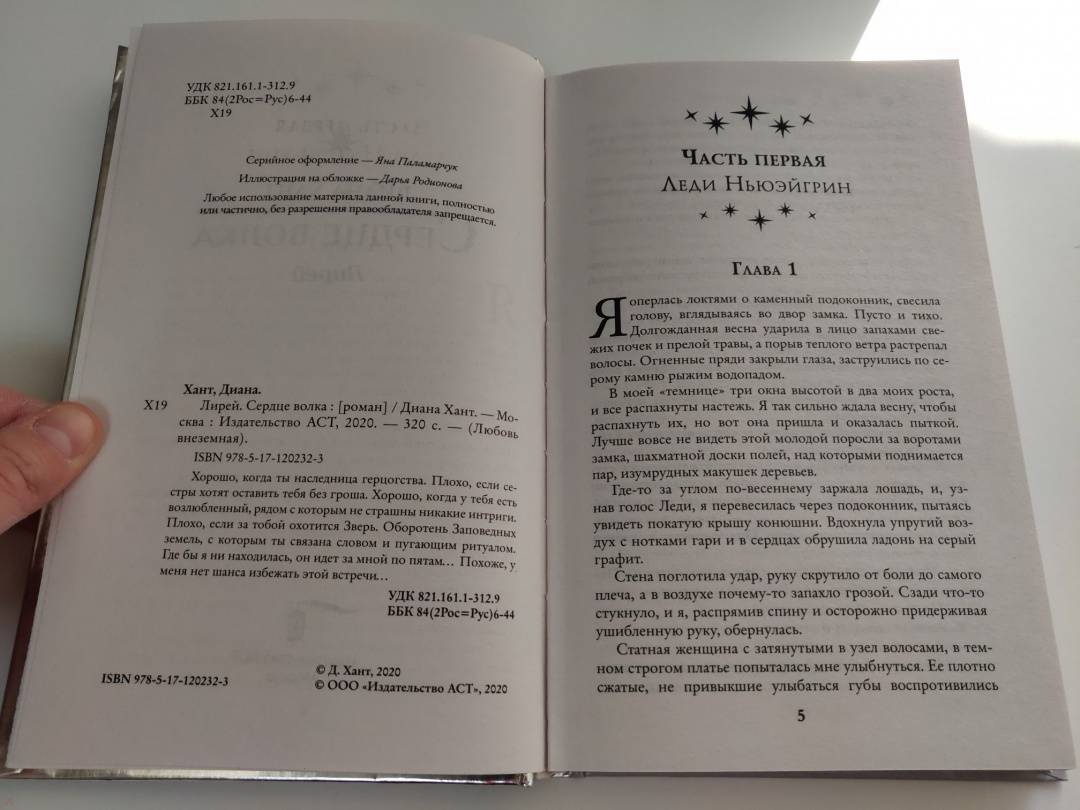 УДК 821.161.1-312.9
ББК 84(2Рос=Рус)6-44
Х19
Серийное оформление — Яна Паламарчук
Иллюстрация на обложке — Дарья Родионова
Любое использование материала данной книги, полностью
или частично, без разрешения правообладателя запрещается.
Хант, Диана.
Х19 Лирей. Сердце волка : [роман] / Диана Хант. — Мо-
сква : Издательство АСТ, 2020. — 320 с. — (Любовь
внеземная).
ISBN 978-5-17-120232-3
Хорошо, когда ты наследница герцогства. Плохо, если се-
стры хотят оставить тебя без гроша. Хорошо, когда у тебя есть
возлюбленный, рядом с которым не страшны никакие интриги.
Плохо, если за тобой охотится Зверь. Оборотень Заповедных
земель, с которым ты связана словом и пугающим ритуалом.
Где бы я ни находилась, он идет за мной по пятам... Похоже, у
меня нет шанса избежать этой встречи...
УДК 821.161.1-312.9
ББК 84(2Рос=Рус)6-44
© Д. Хант, 2020
ISBN 978-5-17-120232-3 © ООО «Издательство АСТ», 2020
Часть первая
Леди Ньюэйгрин
Глава 1
Я оперлась локтями о каменный подоконник, свесила
голову, вглядываясь во двор замка. Пусто и тихо.
Долгожданная весна ударила в лицо запахами све-
жих почек и прелой травы, а порыв теплого ветра растрепал
волосы. Огненные пряди закрыли глаза, заструились по се-
рому камню рыжим водопадом.
В моей «темнице» три окна высотой в два моих роста,
и все распахнуты настежь. Я так сильно ждала весну, чтобы
распахнуть их, но вот она пришла и оказалась пыткой.
Лучше вовсе не видеть этой молодой поросли за воротами
замка, шахматной доски полей, над которыми поднимается
пар, изумрудных макушек деревьев.
Где-то за углом по-весеннему заржала лошадь, и, уз-
нав голос Леди, я перевесилась через подоконник, пытаясь
увидеть покатую крышу конюшни. Вдохнула упругий воз-
дух с нотками гари и в сердцах обрушила ладонь на серый
графит.
Стена поглотила удар, руку скрутило от боли до самого
плеча, а в воздухе почему-то запахло грозой. Сзади что-то
стукнуло, и я, распрямив спину и осторожно придерживая
ушибленную руку, обернулась.
Статная женщина с затянутыми в узел волосами, в тем-
ном строгом платье попыталась мне улыбнуться. Ее плотно
сжатые, не привыкшие улыбаться губы воспротивились
5